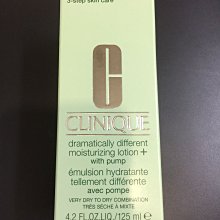 3-step skin care
C
CLINIQUE
dramatically different
moisturizing lotion +
with pump
émulsion hydratante
tellement différente
avec pompe
VERY DRY TO DRY COMBINATION
TRÈS SÈCHE À MIXTE
4.2 FL.OZ.LIQ / 125 ml e